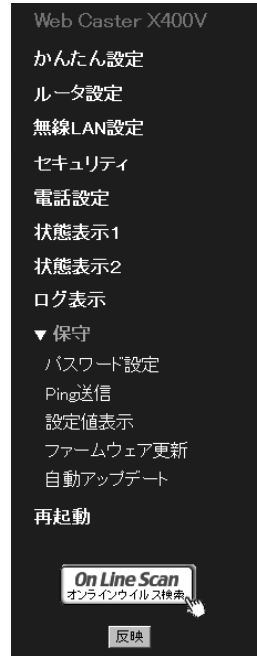 Web Caster X400V
かんたん設定
ルータ設定
無線LAN設定
セキュリティ
電話設定
状態表示1
状態表示2
ログ表示
▼ 保守
パスワード設定
Ping送信
設定値表示
ファームウェア更新
自動アップデート
再起動
On Line Scan
オンラインウイルス検索
反映